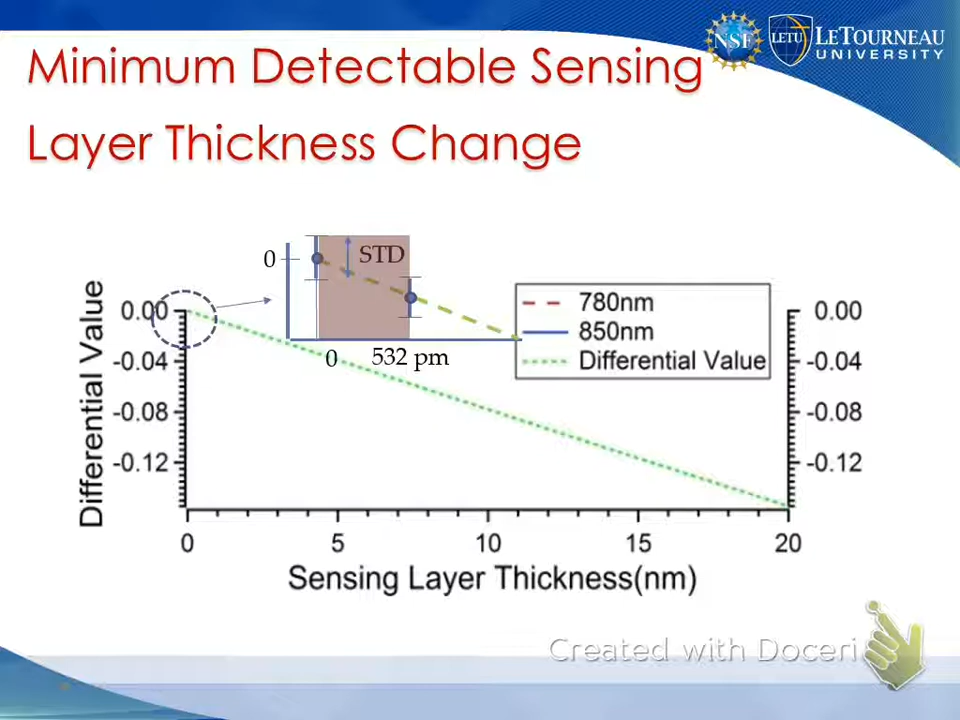 NSF
LETU
LETOURNEAU
UNIVERSITY
Minimum Detectable Sensing
Layer Thickness Change
0
STD
0
532 pm
780nm
850nm
Differential Value
Differential Value
0.00
-0.04
-0.08
-0.12
0.00
-0.04
-0.08
-0.12
0
5
10
15
20
Sensing Layer Thickness(nm)
Created with Doceri